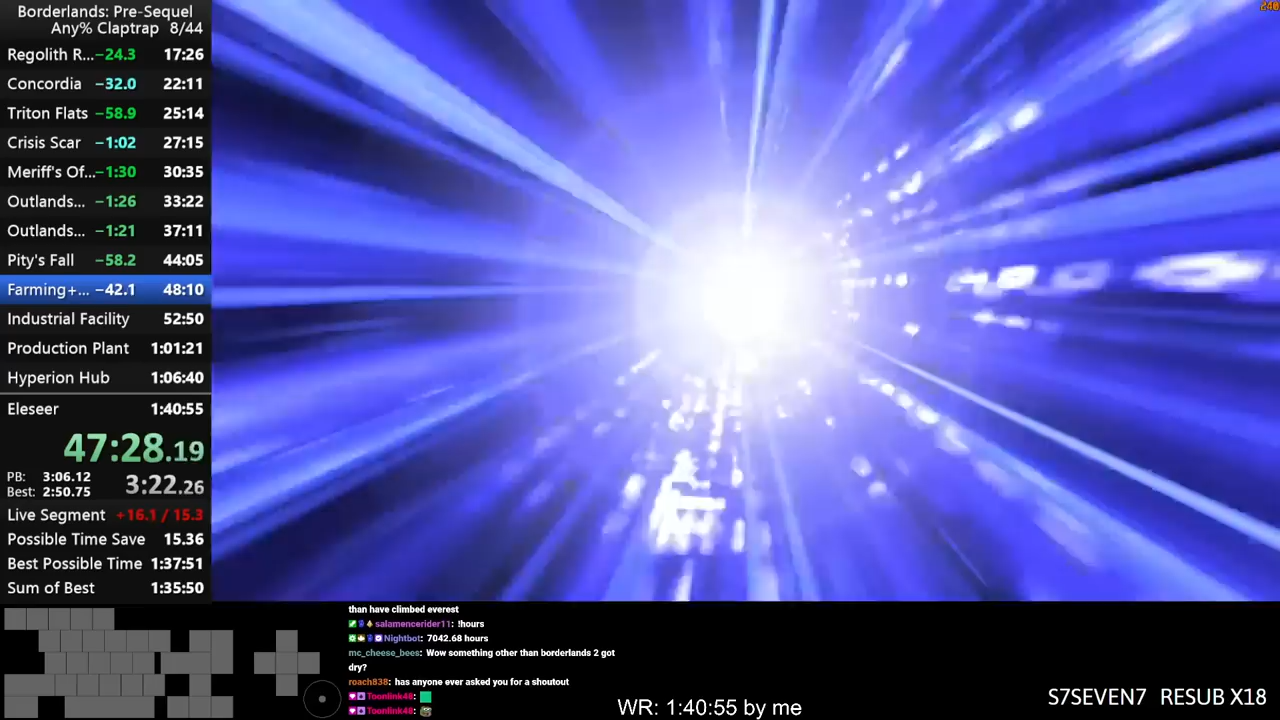 Borderlands: Pre-Sequel
Any% Claptrap 8/44
Regolith R... −24.3 17:26
Concordia −32.0 22:11
Triton Flats −58.9 25:14
Crisis Scar −1:02 27:15
Meriff's Of... −1:30 30:35
Outlands... −1:26 33:22
Outlands... −1:21 37:11
Pity's Fall −58.2 44:05
Farming+... −42.1 48:10
Industrial Facility 52:50
Production Plant 1:01:21
Hyperion Hub 1:06:40
Eleseer 1:40:55
47:28.19
PB: 3:06.12
Best: 2:50.75 3:22.26
Live Segment +16.1 / 15.3
Possible Time Save 15.36
Best Possible Time 1:37:51
Sum of Best 1:35:50
240
than have climbed everest
salamencerider11: !hours
Nightbot: 7042.68 hours
mc_cheese_bees: Wow something other than borderlands 2 got
dry?
roach838: has anyone ever asked you for a shoutout
Toonlink48:
Toonlink48:
WR: 1:40:55 by me
S7SEVEN7 RESUB X18